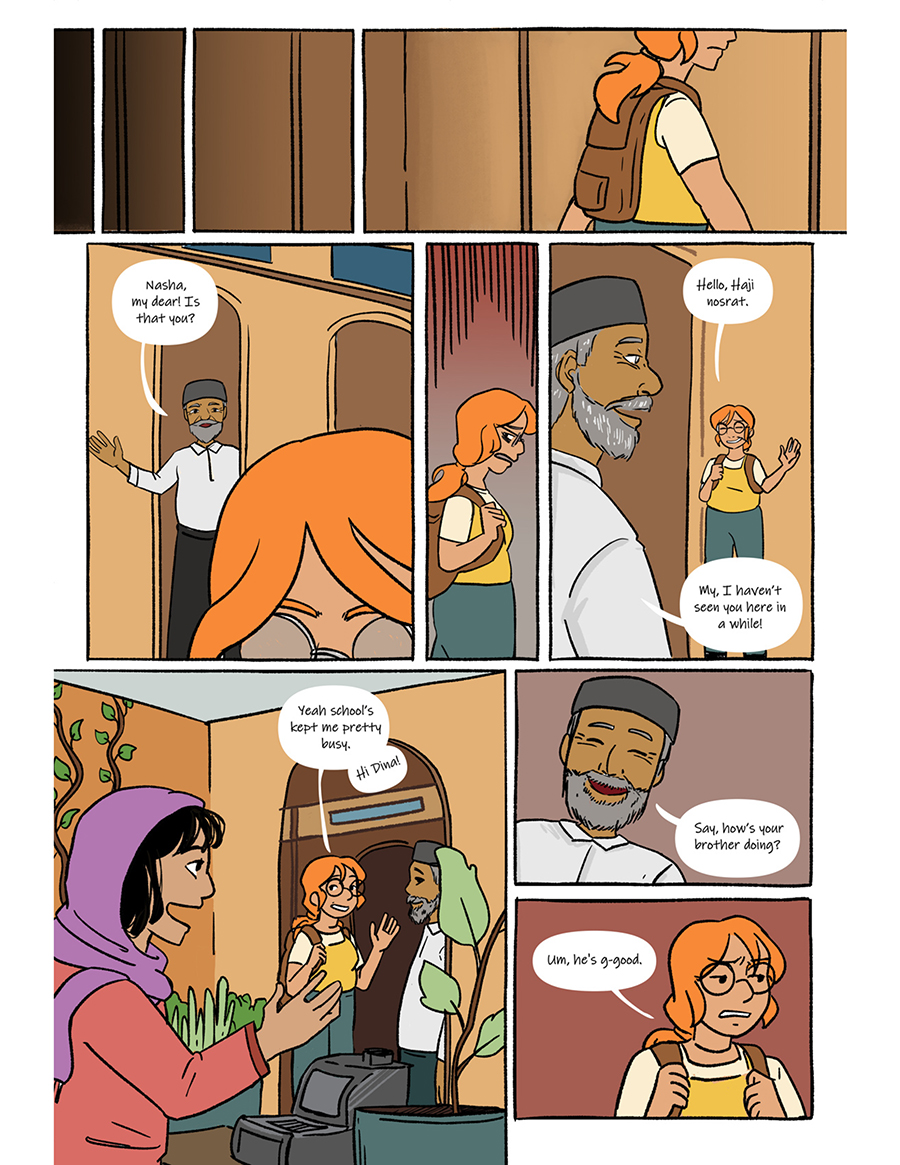 Nasha,
my dear! Is
that you?
Hello, Haji
nosrat.
My, I haven't
seen you here in
a while!
Yeah school's
kept me pretty
busy.
Hi Dina!
Say, how's your
brother doing?
Um, he's g-good.